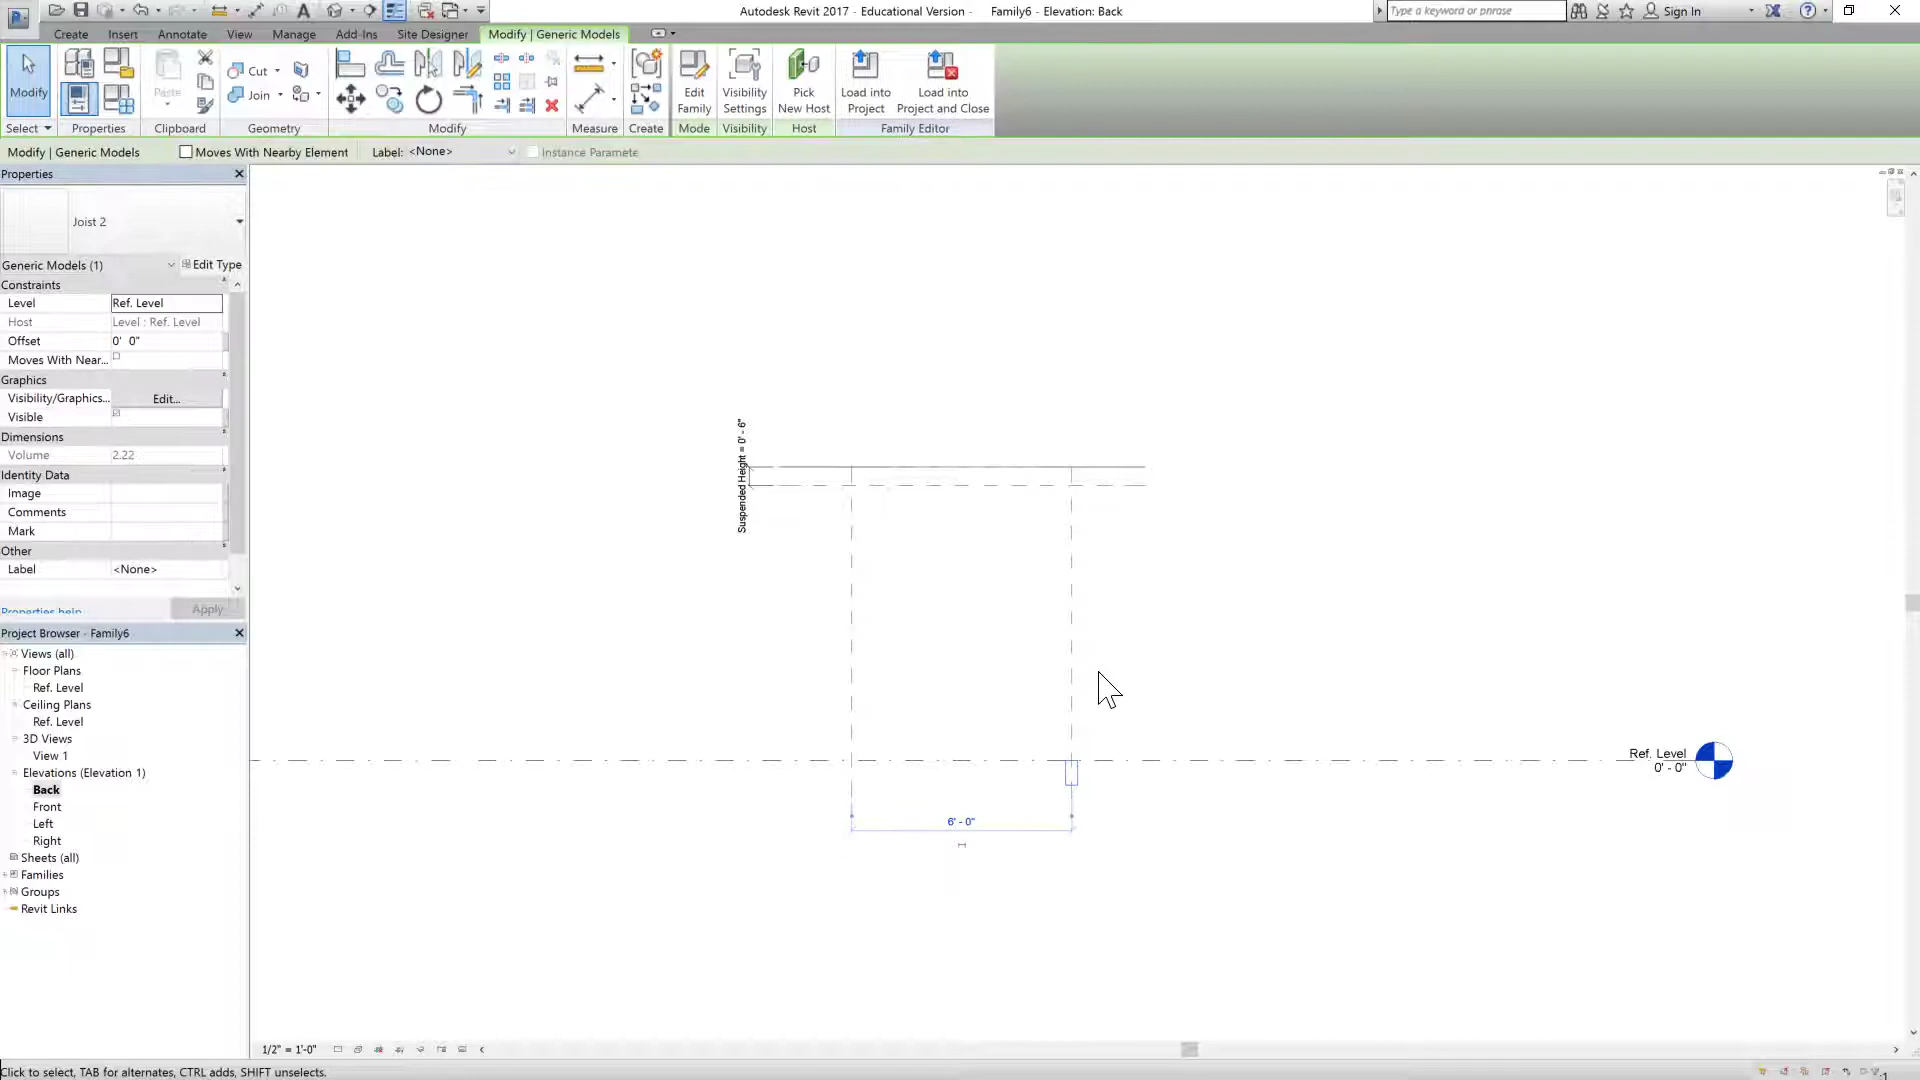 Autodesk Revit 2017 - Educational Version - Family6 - Elevation: Back
Type a keyword or phrase
Sign In
Create Insert Annotate View Manage Add-Ins Site Designer Modify | Generic Models
Modify
Paste
Cut
Join
Edit Family
Visibility Settings
Pick New Host
Load into Project
Load into Project and Close
Select Properties Clipboard Geometry Modify Measure Create Mode Visibility Host Family Editor
Modify | Generic Models Moves With Nearby Element Label: <None> Instance Paramete
Properties
Joist 2
Generic Models (1) Edit Type
Constraints
Level Ref. Level
Host Level : Ref. Level
Offset 0' 0"
Moves With Near...
Graphics
Visibility/Graphics... Edit...
Visible
Dimensions
Volume 2.22
Identity Data
Image
Comments
Mark
Other
Label <None>
Properties help Apply
Project Browser - Family6
Views (all)
Floor Plans
Ref. Level
Ceiling Plans
Ref. Level
3D Views
View 1
Elevations (Elevation 1)
Back
Front
Left
Right
Sheets (all)
Families
Groups
Revit Links
Suspended Height = 0' - 6"
Ref. Level
0' - 0"
6' - 0"
1/2" = 1'-0"
Click to select, TAB for alternates, CTRL adds, SHIFT unselects.
:1